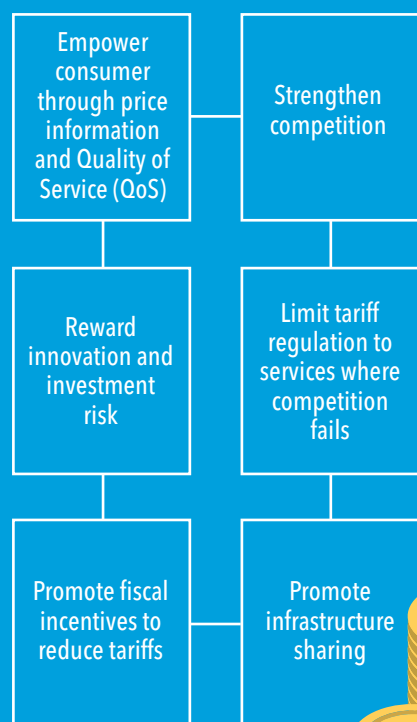 Empower
consumer
through price
information
and Quality of
Service (QoS)
Strengthen
competition
Reward
innovation and
investment
risk
Limit tariff
regulation to
services where
competition
fails
Promote fiscal
incentives to
reduce tariffs
Promote
infrastructure
sharing